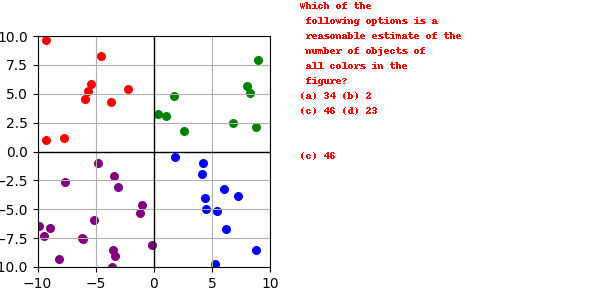 Which of the
following options is a
reasonable estimate of the
number of objects of
all colors in the
figure?
(a) 34 (b) 2
(c) 46 (d) 23
(c) 46
10.0
7.5
5.0
2.5
0.0
−2.5
−5.0
−7.5
10.0
−10 −5 0 5 10